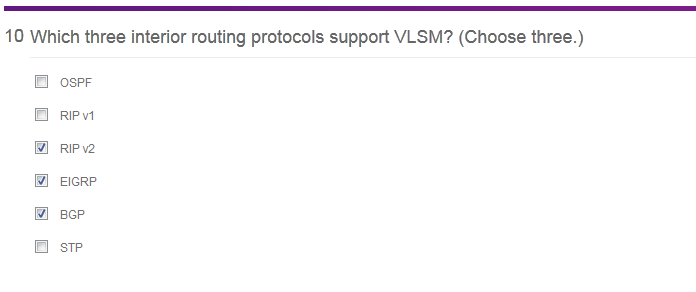 10 Which three interior routing protocols support VLSM? (Choose three.)
OSPF
RIP v1
RIP v2
EIGRP
BGP
STP